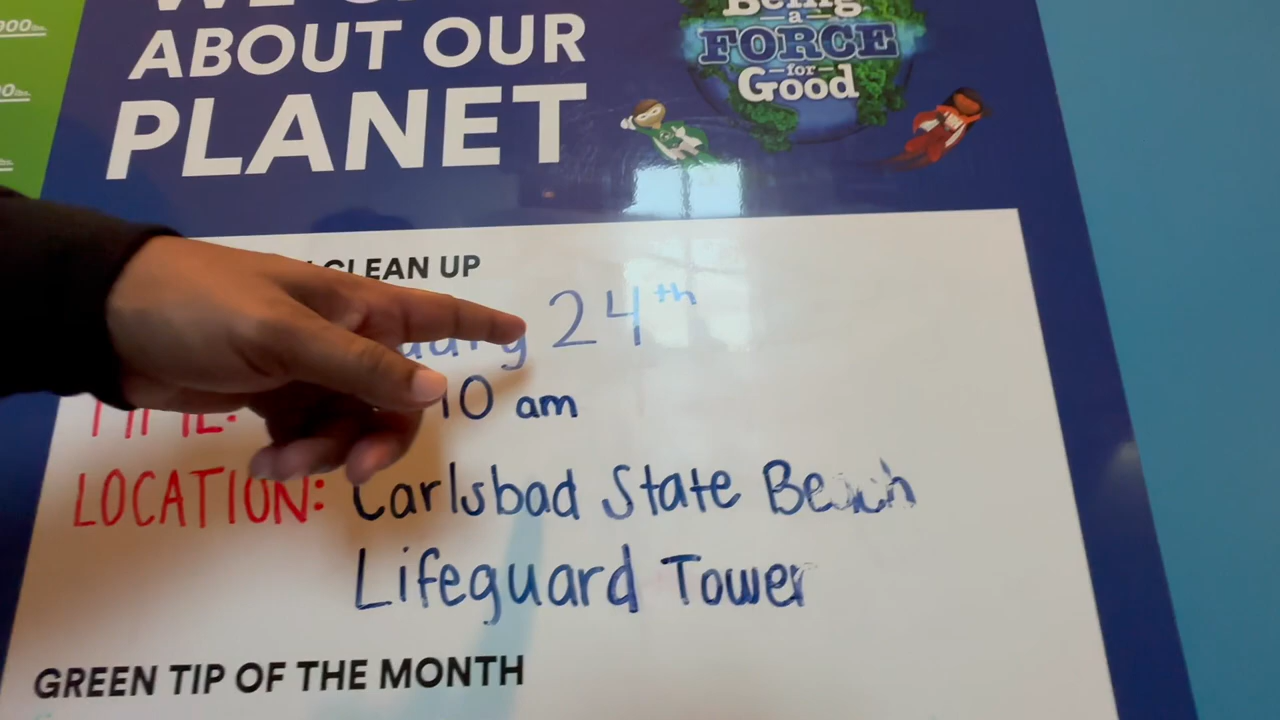 ABOUT OUR
PLANET
Being
a
FORCE
for
Good
CLEAN UP
24th
10 am
LOCATION: Carlsbad State Beach
Lifeguard Tower
GREEN TIP OF THE MONTH